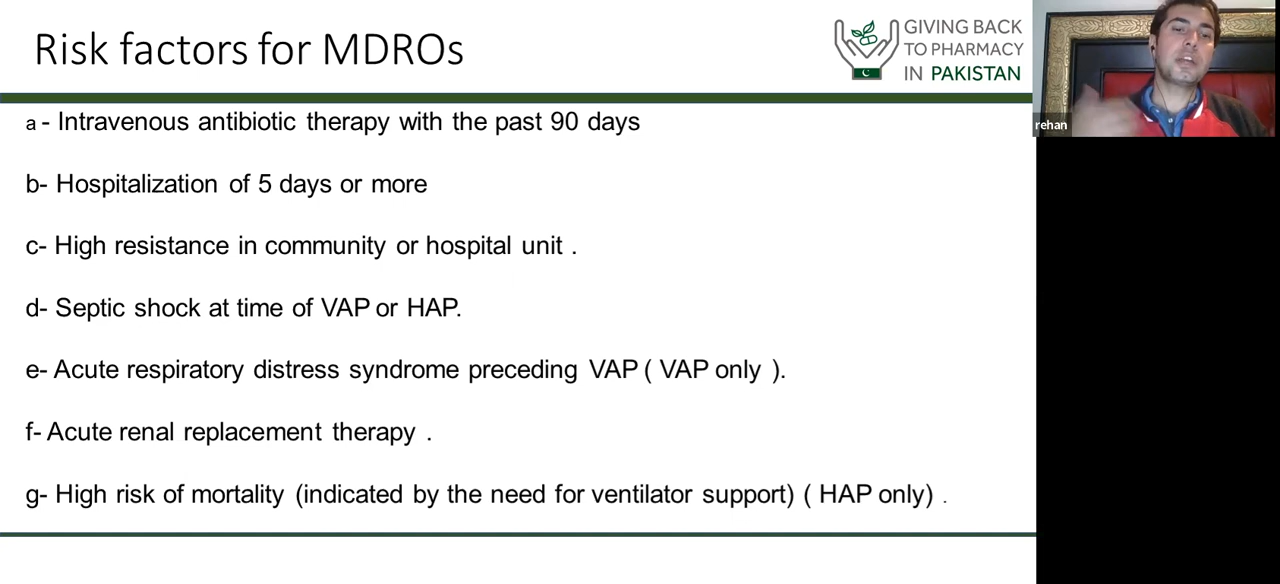 Risk factors for MDROs
GIVING BACK
TO PHARMACY
IN PAKISTAN
rehan
a - Intravenous antibiotic therapy with the past 90 days
b- Hospitalization of 5 days or more
c- High resistance in community or hospital unit .
d- Septic shock at time of VAP or HAP.
e- Acute respiratory distress syndrome preceding VAP ( VAP only ).
f- Acute renal replacement therapy .
g- High risk of mortality (indicated by the need for ventilator support) ( HAP only) .